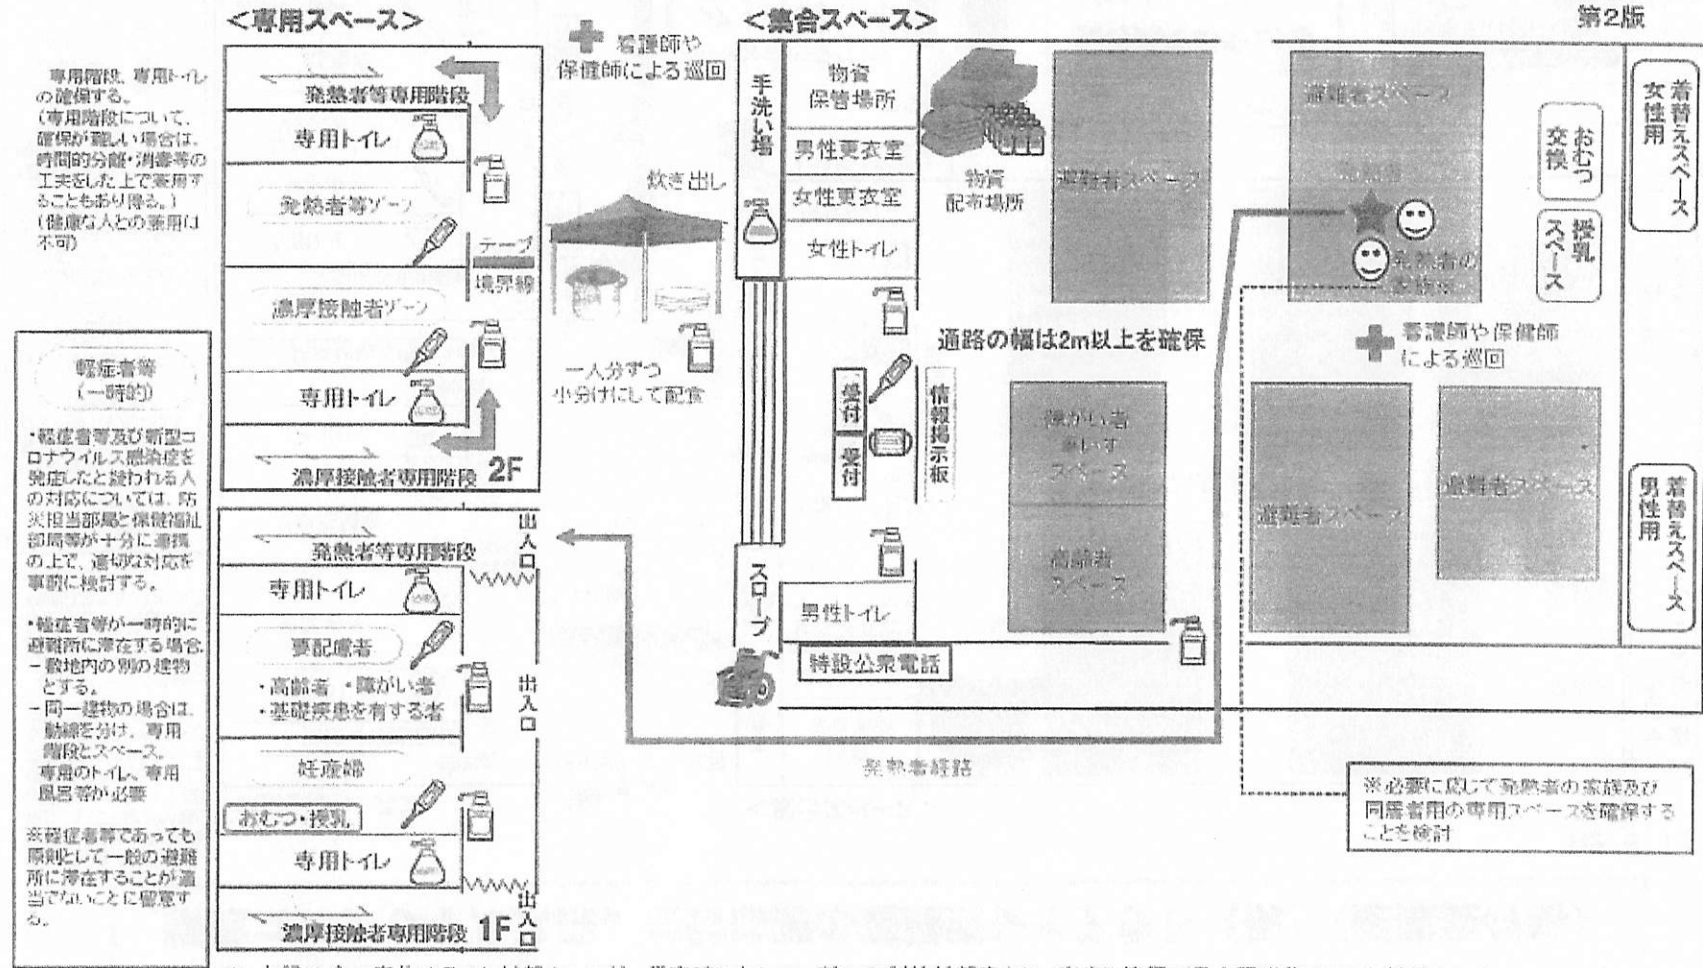 第2版
＜専用スペース＞
専用階段、専用トイレ
の確保する。
(専用階段について、
確保が難しい場合は、
時間的分離・消毒等の
工夫をした上で兼用す
ることもあり得る。)
(健康な人との兼用は
不可)
発熱者等専用階段
専用トイレ
発熱者等ゾーン
テープ
境界線
濃厚接触者ゾーン
専用トイレ
濃厚接触者専用階段
2F
軽症者等
(一時的)
・軽症者等及び新型コ
ロナウイルス感染症を
発症したと疑われる人
の対応については、防
災担当部局と保健福祉
部局等が十分に連携
の上で、適切な対応を
事前に検討する。
・軽症者等が一時的に
避難所に滞在する場合
－敷地内の別の建物
とする。
－同一建物の場合は、
動線を分け、専用
階段とスペース、
専用のトイレ、専用
風呂等が必要
※軽症者等であっても
原則として一般の避難
所に滞在することが適
当でないことに留意す
る。
発熱者等専用階段
出入口
専用トイレ
要配慮者
・高齢者 ・障がい者
・基礎疾患を有する者
出入口
妊産婦
おむつ・授乳
専用トイレ
濃厚接触者専用階段
1F
出入口
看護師や
保健師による巡回
炊き出し
一人分ずつ
小分けにして配食
＜集合スペース＞
手洗い場
物資
保管場所
男性更衣室
女性更衣室
女性トイレ
物資
配布場所
避難者スペース
避難者スペース
発熱者
発熱者の
着替えスペース
女性用
おむつ
交換
授乳
スペース
通路の幅は2m以上を確保
看護師や保健師
による巡回
受付
受付
情報掲示板
障がい者
車いす
スペース
高齢者
スペース
避難者スペース
避難者スペース
着替えスペース
男性用
スロープ
男性トイレ
特設公衆電話
発熱者経路
※必要に応じて発熱者の家族及び
同居者用の専用スペースを確保する
ことを検討